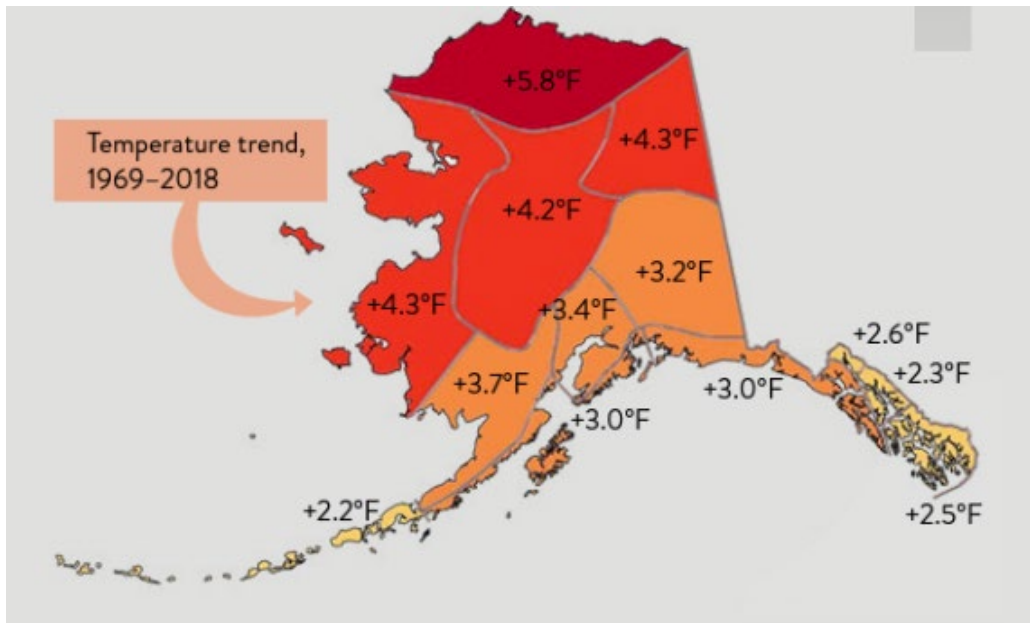 +5.8°F
+4.3°F
Temperature trend,
1969–2018
+4.2°F
+3.2°F
+4.3°F
+3.4°F
+2.6°F
+2.3°F
+3.7°F
+3.0°F
+3.0°F
+2.2°F
+2.5°F